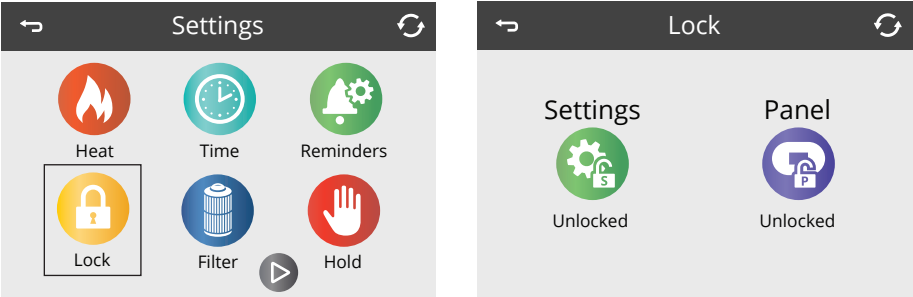 Settings
Heat
Time
Reminders
Lock
Filter
Hold
Lock
Settings
Panel
S
P
Unlocked
Unlocked